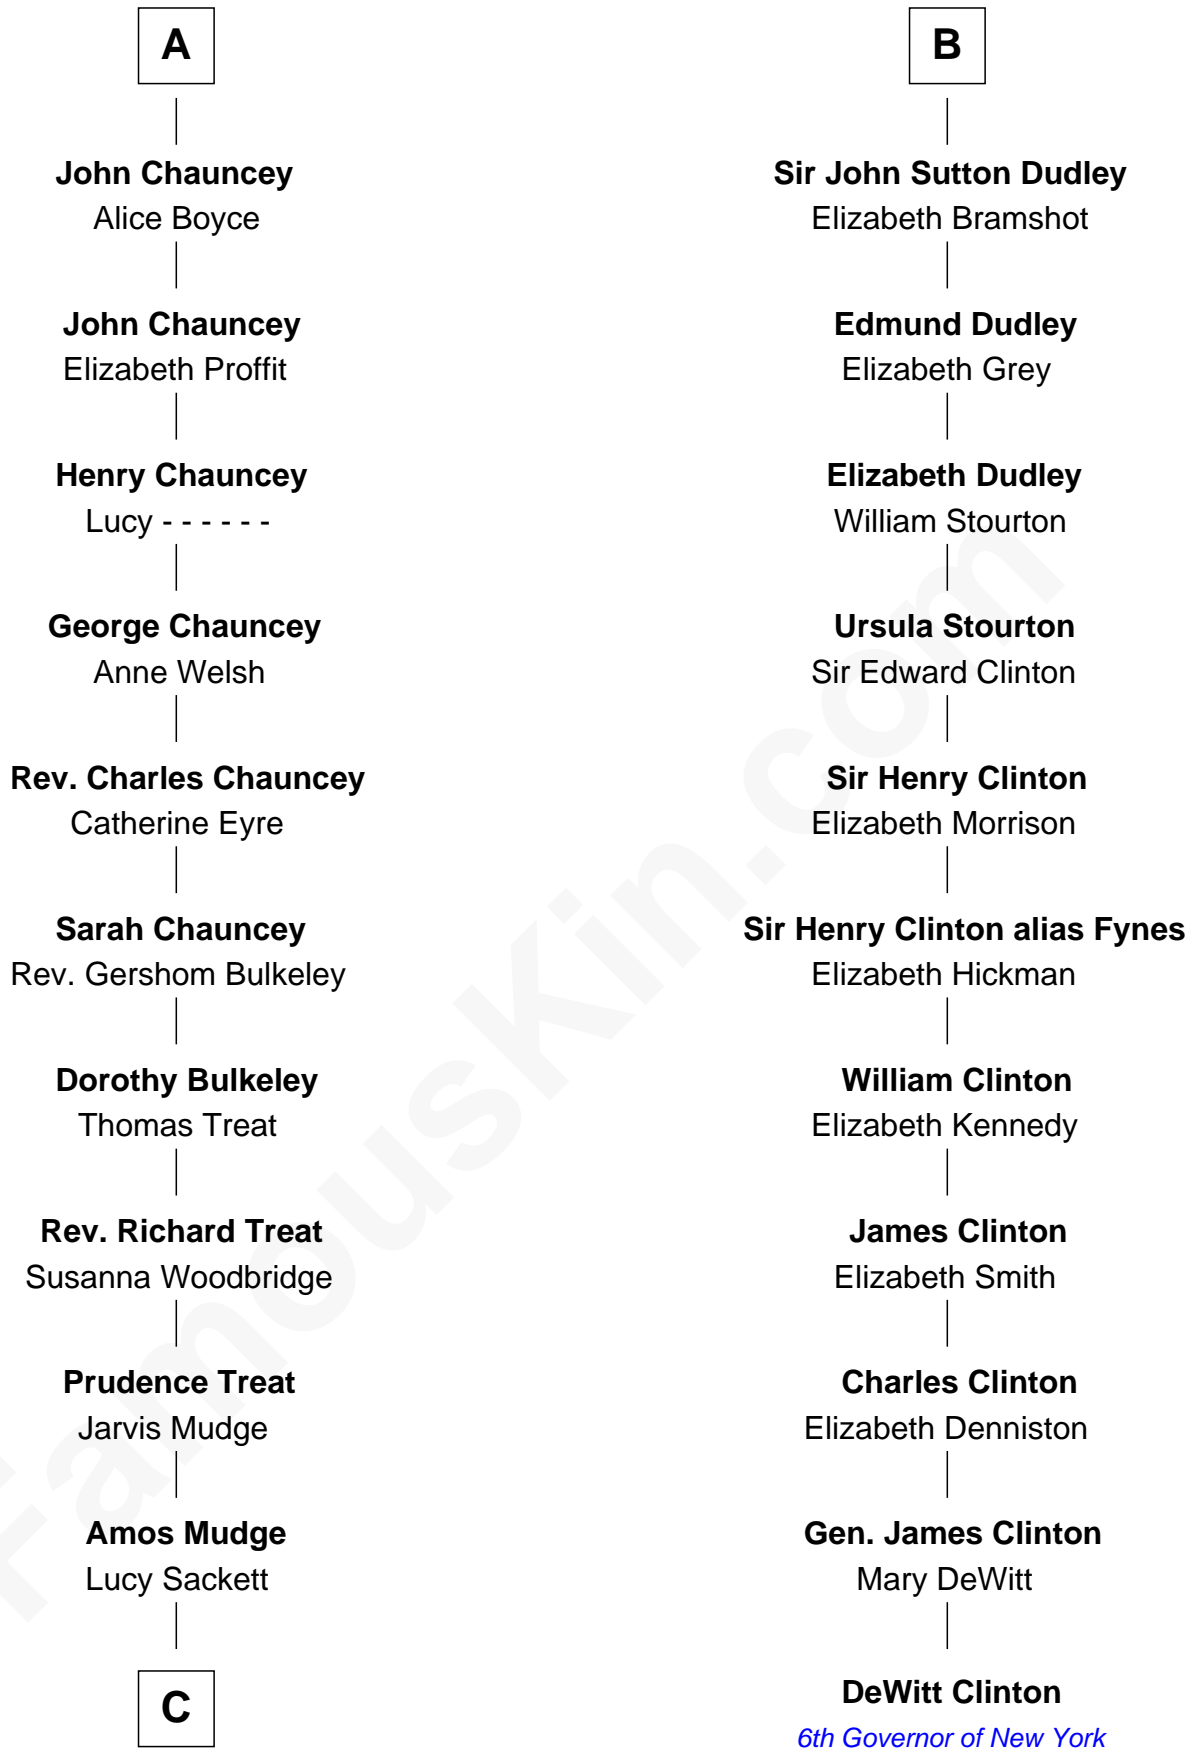 A
John Chauncey
Alice Boyce
John Chauncey
Elizabeth Proffit
Henry Chauncey
Lucy - - - - - -
George Chauncey
Anne Welsh
Rev. Charles Chauncey
Catherine Eyre
Sarah Chauncey
Rev. Gershom Bulkeley
Dorothy Bulkeley
Thomas Treat
Rev. Richard Treat
Susanna Woodbridge
Prudence Treat
Jarvis Mudge
Amos Mudge
Lucy Sackett
C
B
Sir John Sutton Dudley
Elizabeth Bramshot
Edmund Dudley
Elizabeth Grey
Elizabeth Dudley
William Stourton
Ursula Stourton
Sir Edward Clinton
Sir Henry Clinton
Elizabeth Morrison
Sir Henry Clinton alias Fynes
Elizabeth Hickman
William Clinton
Elizabeth Kennedy
James Clinton
Elizabeth Smith
Charles Clinton
Elizabeth Denniston
Gen. James Clinton
Mary DeWitt
DeWitt Clinton
6th Governor of New York
FamousKin.com